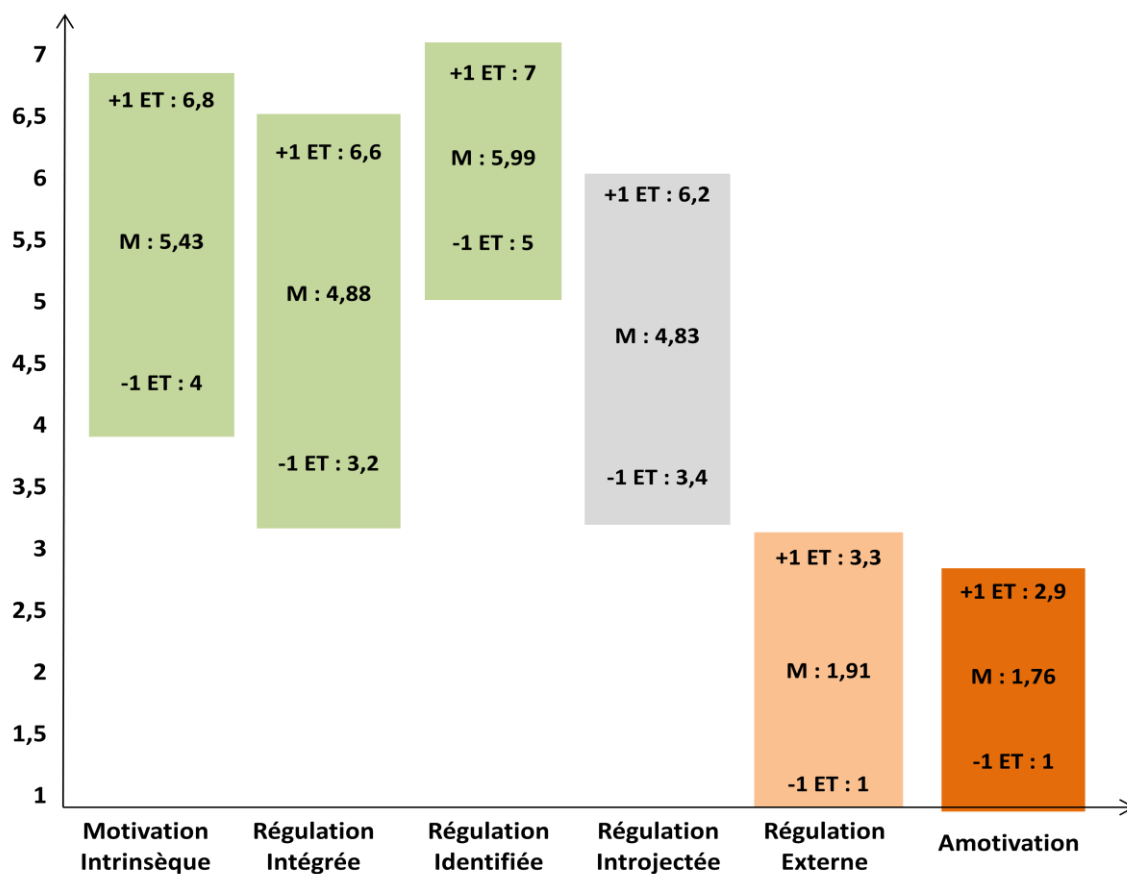 7
6,5
6
5,5
5
4,5
4
3,5
3
2,5
2
1,5
1
+1 ET : 6,8
M : 5,43
-1 ET : 4
+1 ET : 6,6
M : 4,88
-1 ET : 3,2
+1 ET : 7
M : 5,99
-1 ET : 5
+1 ET : 6,2
M : 4,83
-1 ET : 3,4
+1 ET : 3,3
M : 1,91
-1 ET : 1
+1 ET : 2,9
M : 1,76
-1 ET : 1
Motivation
Intrinsèque
Régulation
Intégrée
Régulation
Identifiée
Régulation
Introjectée
Régulation
Externe
Amotivation